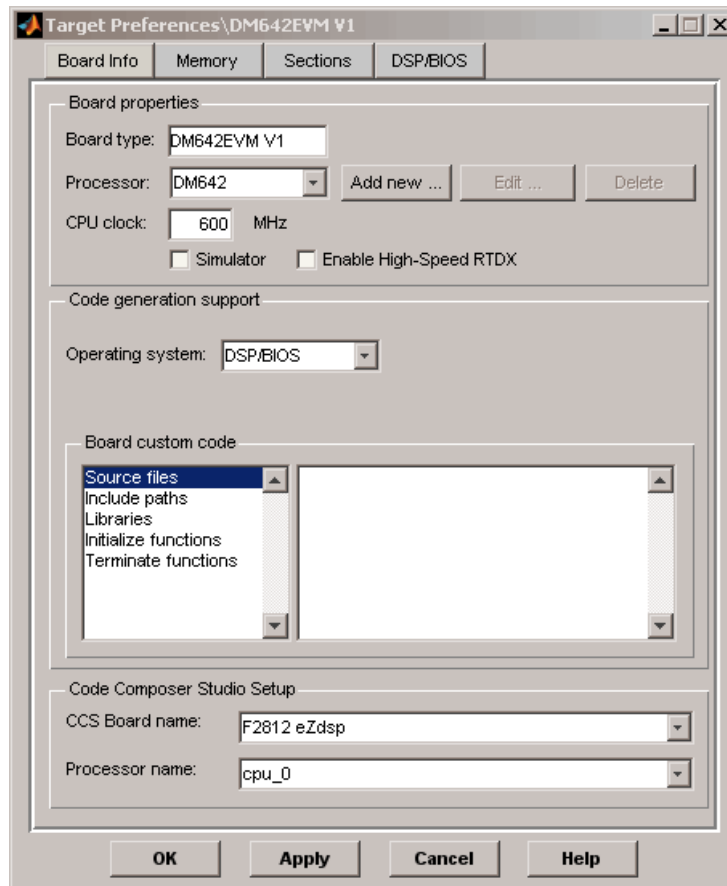 Target Preferences\DM642EVM V1
Board Info Memory Sections DSP/BIOS
Board properties
Board type: DM642EVM V1
Processor: DM642 Add new ... Edit ... Delete
CPU clock: 600 MHz
Simulator Enable High-Speed RTDX
Code generation support
Operating system: DSP/BIOS
Board custom code
Source files
Include paths
Libraries
Initialize functions
Terminate functions
Code Composer Studio Setup
CCS Board name: F2812 eZdsp
Processor name: cpu_0
OK Apply Cancel Help